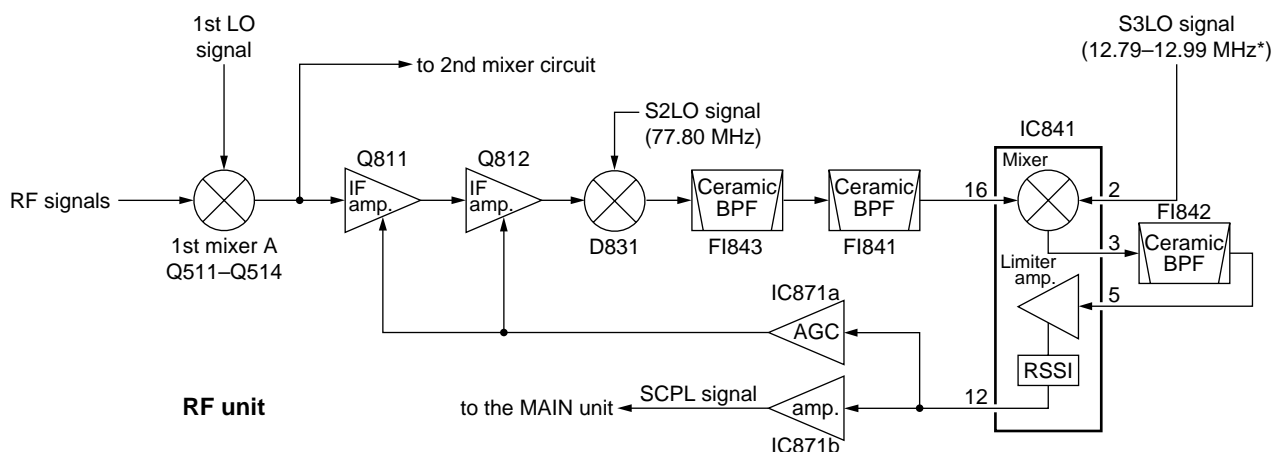 1st LO
signal
S3LO signal
(12.79–12.99 MHz*)
to 2nd mixer circuit
S2LO signal
(77.80 MHz)
IC841
Q811
Q812
Mixer
RF signals
IF
amp.
IF
amp.
Ceramic
BPF
Ceramic
BPF
16
2
FI842
1st mixer A
Q511–Q514
D831
FI843
FI841
3
Ceramic
BPF
Limiter
amp.
5
IC871a
AGC
RSSI
RF unit
to the MAIN unit
SCPL signal
amp.
12
IC871b